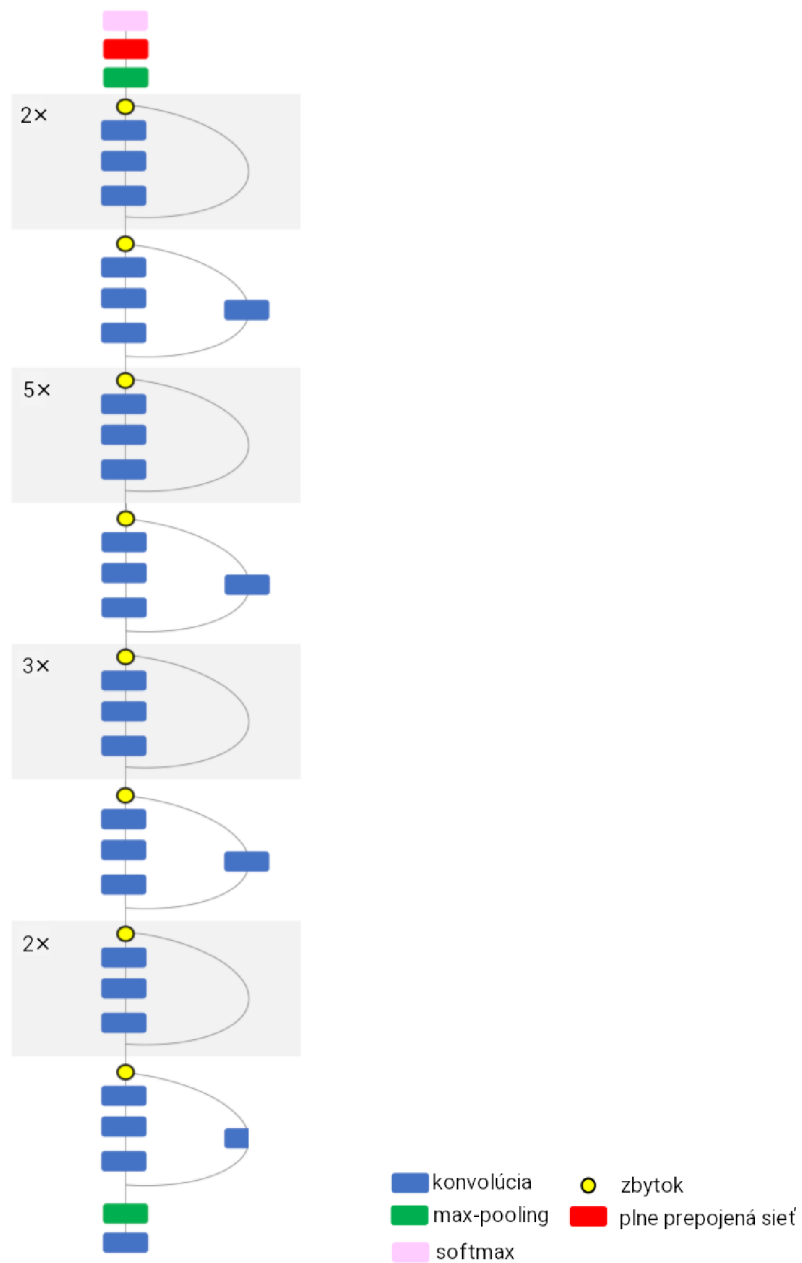 2×
5×
3×
2×
konvolúcia
zbytok
max-pooling
plne prepojená sieť
softmax